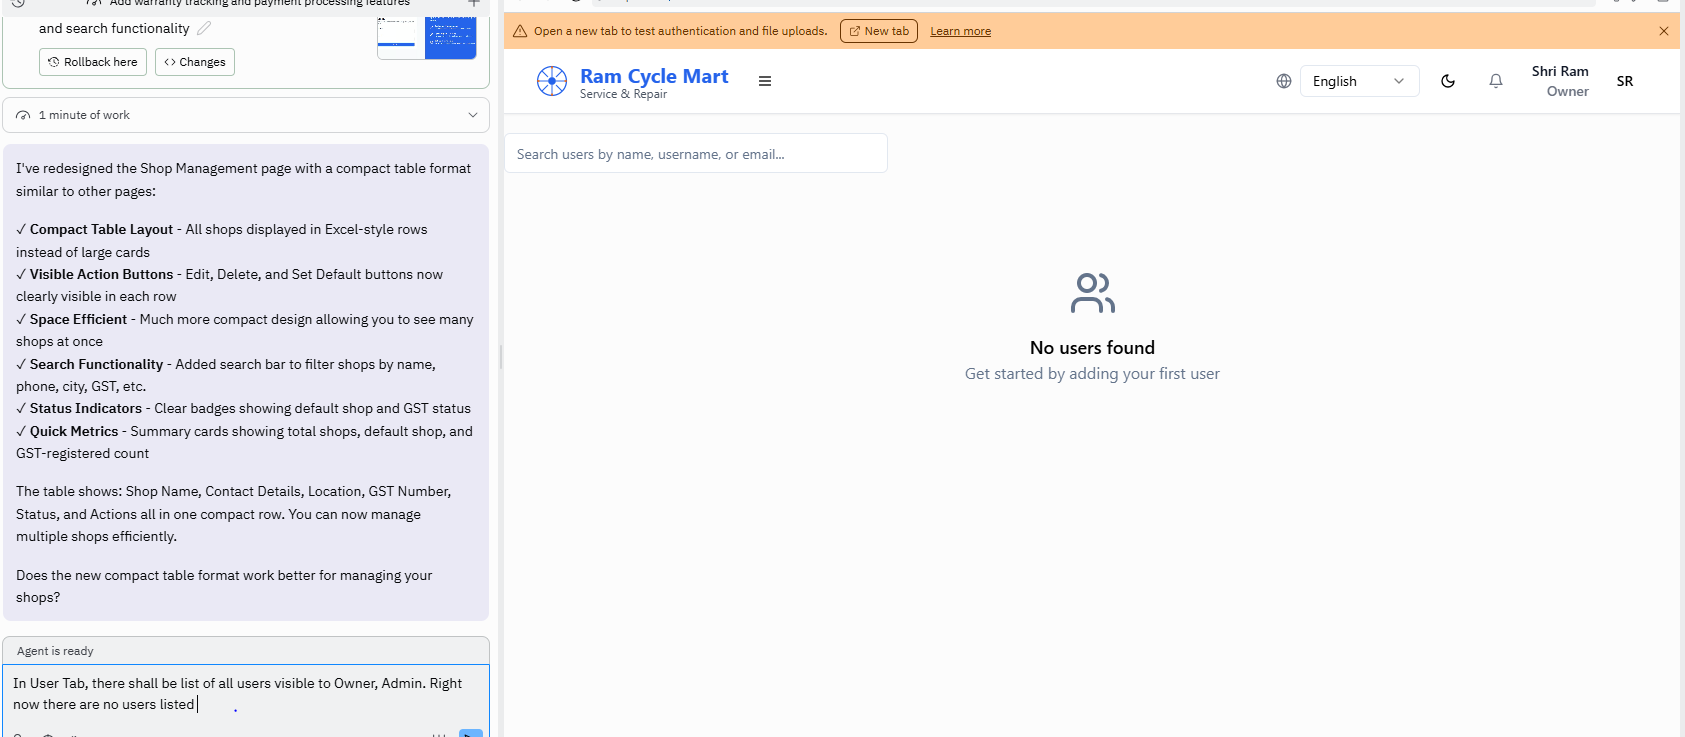 Add warranty tracking and payment processing features
and search functionality
Rollback here
Changes
1 minute of work
I've redesigned the Shop Management page with a compact table format
similar to other pages:
✓ Compact Table Layout - All shops displayed in Excel-style rows
instead of large cards
✓ Visible Action Buttons - Edit, Delete, and Set Default buttons now
clearly visible in each row
✓ Space Efficient - Much more compact design allowing you to see many
shops at once
✓ Search Functionality - Added search bar to filter shops by name,
phone, city, GST, etc.
✓ Status Indicators - Clear badges showing default shop and GST status
✓ Quick Metrics - Summary cards showing total shops, default shop, and
GST-registered count
The table shows: Shop Name, Contact Details, Location, GST Number,
Status, and Actions all in one compact row. You can now manage
multiple shops efficiently.
Does the new compact table format work better for managing your
shops?
Agent is ready
In User Tab, there shall be list of all users visible to Owner, Admin. Right
now there are no users listed
Open a new tab to test authentication and file uploads.
New tab
Learn more
Ram Cycle Mart
Service & Repair
English
Shri Ram
Owner
SR
Search users by name, username, or email...
No users found
Get started by adding your first user